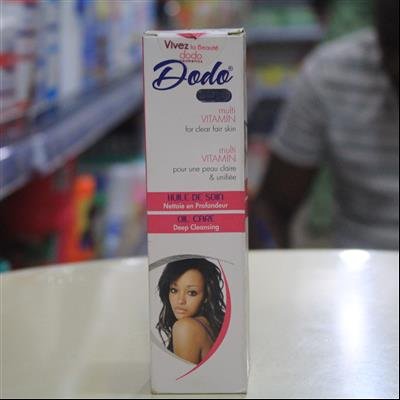 Vivez la Beauté
dodo
cosmetics
Dodo®
multi
VITAMIN
for clear fair skin
multi
VITAMIN
pour une peau claire
& unifiée
HUILE DE SOIN
Nettoie en Profondeur
OIL CARE
Deep Cleansing